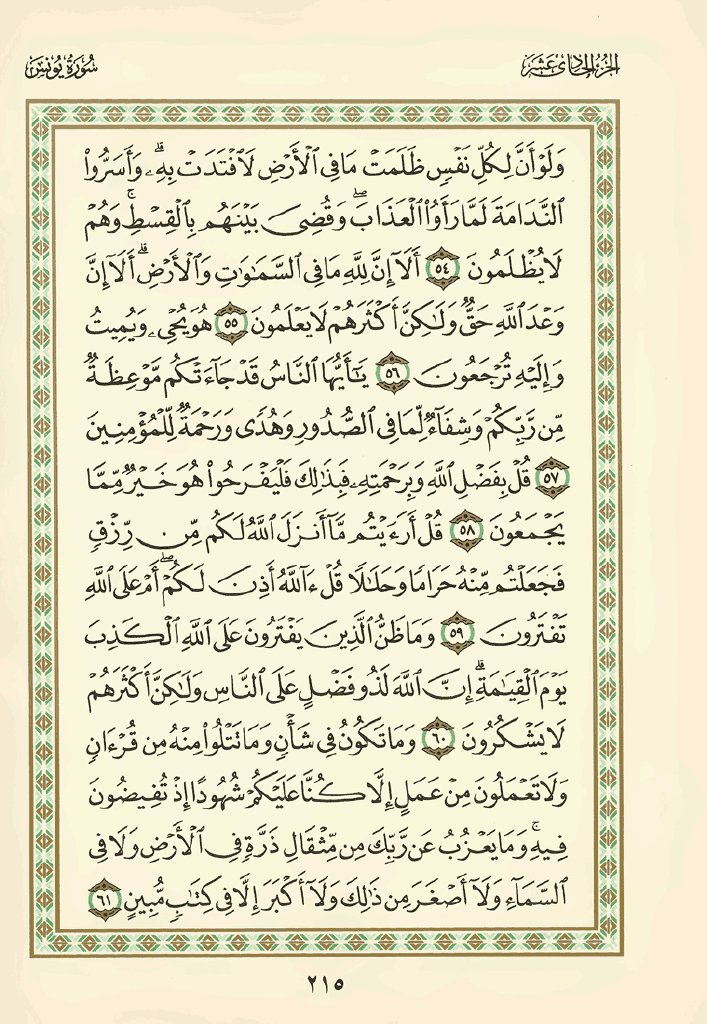 الجزء الحادى عشر
سورة يونس
وَلَوْ أَنَّ لِكُلِّ نَفْسٍ ظَلَمَتْ مَا فِي ٱلْأَرْضِ لَٱفْتَدَتْ بِهِۦۗ وَأَسَرُّوا۟
ٱلنَّدَامَةَ لَمَّا رَأَوُا۟ ٱلْعَذَابَۖ وَقُضِىَ بَيْنَهُم بِٱلْقِسْطِۚ وَهُمْ
لَا يُظْلَمُونَ ٥٤ أَلَآ إِنَّ لِلَّهِ مَا فِي ٱلسَّمَٰوَٰتِ وَٱلْأَرْضِۗ أَلَآ إِنَّ
وَعْدَ ٱللَّهِ حَقٌّ وَلَٰكِنَّ أَكْثَرَهُمْ لَا يَعْلَمُونَ ٥٥ هُوَ يُحْىِۦ وَيُمِيتُ
وَإِلَيْهِ تُرْجَعُونَ ٥٦ يَٰٓأَيُّهَا ٱلنَّاسُ قَدْ جَآءَتْكُم مَّوْعِظَةٌ
مِّن رَّبِّكُمْ وَشِفَآءٌ لِّمَا فِي ٱلصُّدُورِ وَهُدًى وَرَحْمَةٌ لِّلْمُؤْمِنِينَ
٥٧ قُلْ بِفَضْلِ ٱللَّهِ وَبِرَحْمَتِهِۦ فَبِذَٰلِكَ فَلْيَفْرَحُوا۟ هُوَ خَيْرٌ مِّمَّا
يَجْمَعُونَ ٥٨ قُلْ أَرَءَيْتُم مَّآ أَنزَلَ ٱللَّهُ لَكُم مِّن رِّزْقٍ
فَجَعَلْتُم مِّنْهُ حَرَامًا وَحَلَٰلًا قُلْ ءَآللَّهُ أَذِنَ لَكُمْۖ أَمْ عَلَى ٱللَّهِ
تَفْتَرُونَ ٥٩ وَمَا ظَنُّ ٱلَّذِينَ يَفْتَرُونَ عَلَى ٱللَّهِ ٱلْكَذِبَ
يَوْمَ ٱلْقِيَٰمَةِۗ إِنَّ ٱللَّهَ لَذُو فَضْلٍ عَلَى ٱلنَّاسِ وَلَٰكِنَّ أَكْثَرَهُمْ
لَا يَشْكُرُونَ ٦٠ وَمَا تَكُونُ فِي شَأْنٍ وَمَا تَتْلُوا۟ مِنْهُ مِن قُرْءَانٍ
وَلَا تَعْمَلُونَ مِنْ عَمَلٍ إِلَّا كُنَّا عَلَيْكُمْ شُهُودًا إِذْ تُفِيضُونَ
فِيهِۚ وَمَا يَعْزُبُ عَن رَّبِّكَ مِن مِّثْقَالِ ذَرَّةٍ فِي ٱلْأَرْضِ وَلَا فِي
ٱلسَّمَآءِ وَلَآ أَصْغَرَ مِن ذَٰلِكَ وَلَآ أَكْبَرَ إِلَّا فِي كِتَٰبٍ مُّبِينٍ ٦١
٢١٥